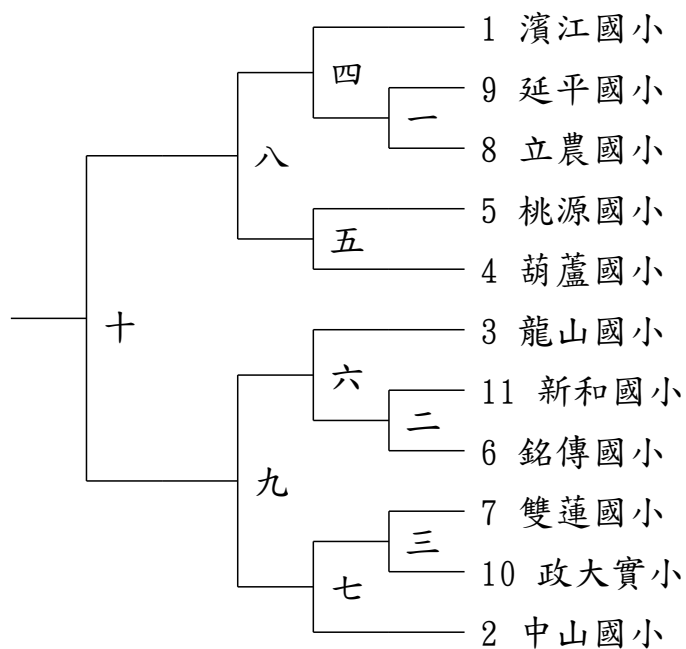 1 濱江國小
四
9 延平國小
一
8 立農國小
八
5 桃源國小
五
4 葫蘆國小
十
3 龍山國小
六
11 新和國小
二
6 銘傳國小
九
7 雙蓮國小
三
10 政大實小
七
2 中山國小